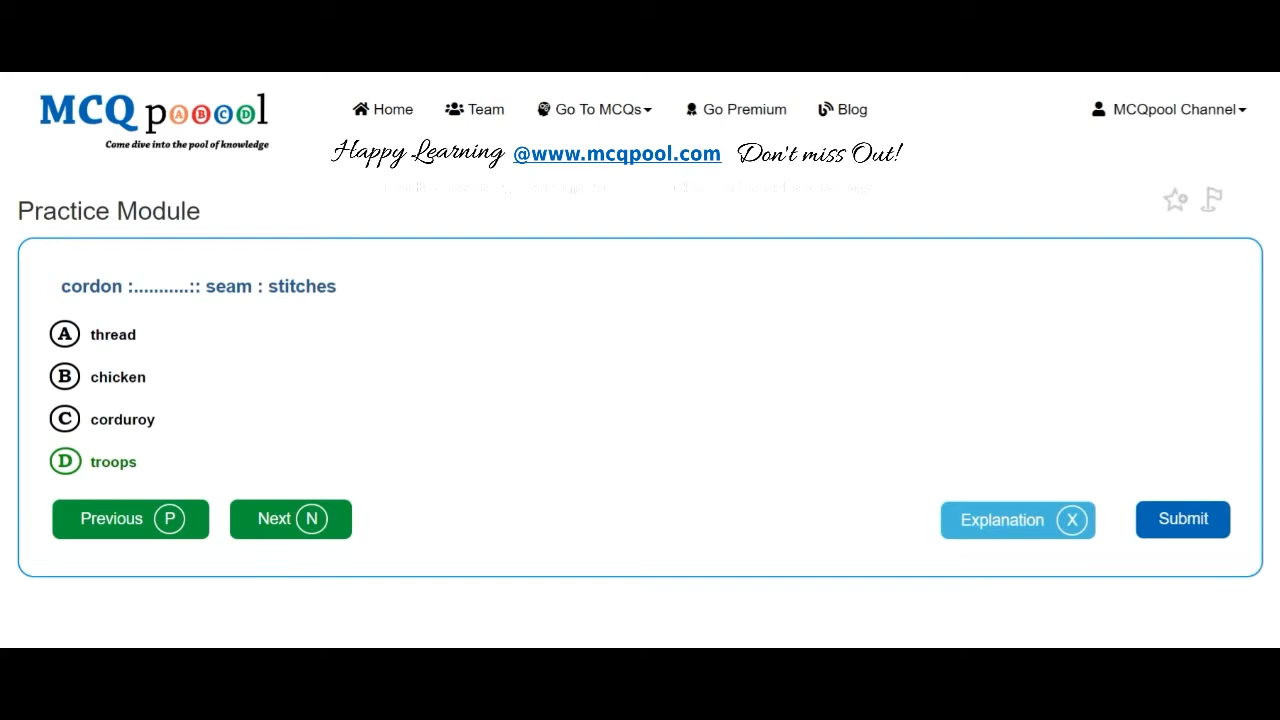 MCQ pABCDl
Come dive into the pool of knowledge
Home Team Go To MCQs Go Premium Blog MCQpool Channel
Happy Learning @www.mcqpool.com Don't miss Out!
Practice Module
cordon :...........:: seam : stitches
A thread
B chicken
C corduroy
D troops
Previous P Next N Explanation X Submit